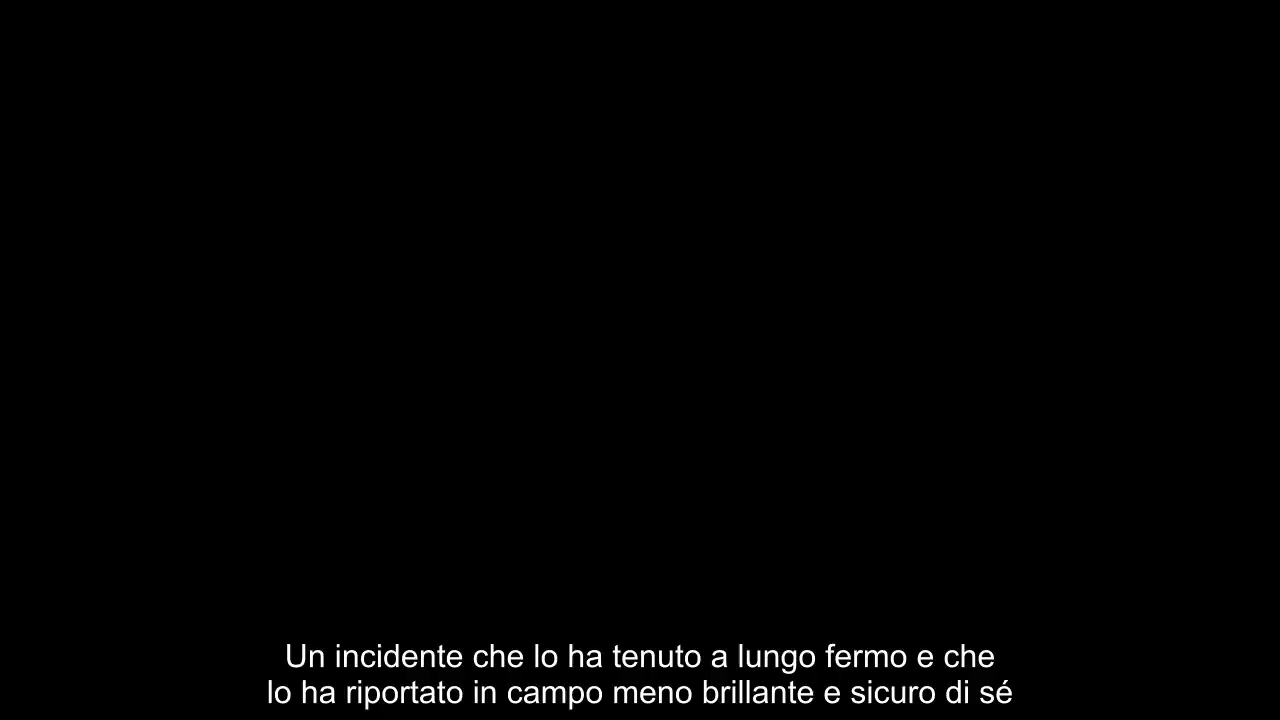 Un incidente che lo ha tenuto a lungo fermo e che
lo ha riportato in campo meno brillante e sicuro di sé